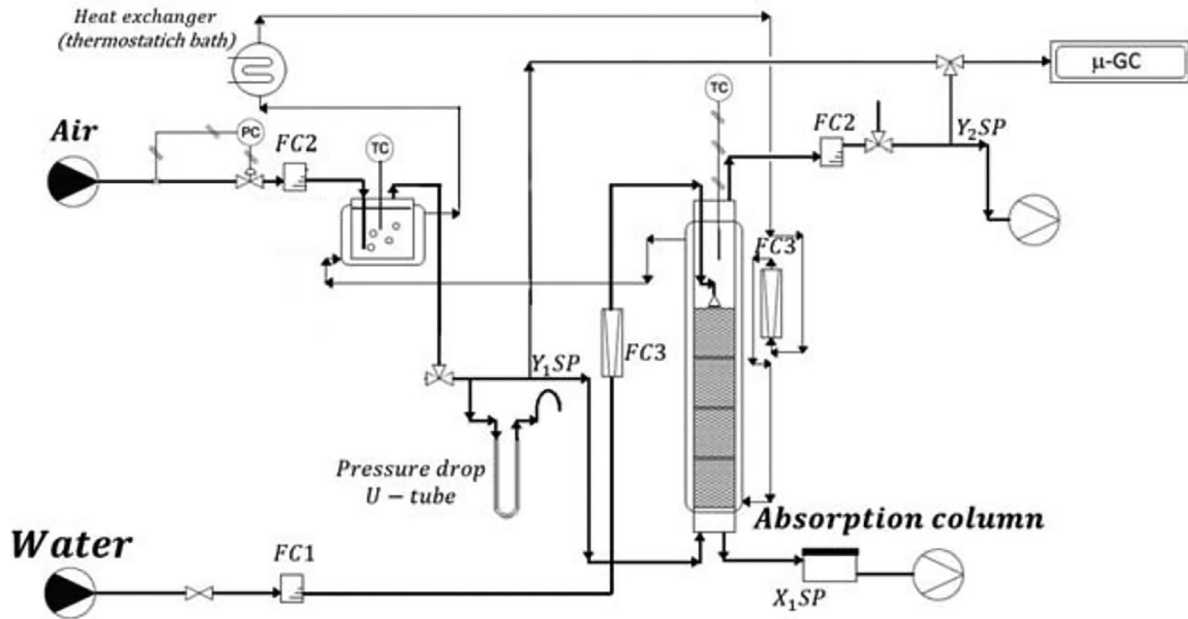 Heat exchanger
(thermostatich bath)
μ-GC
TC
Air
PC
FC2
TC
FC2
Y₂SP
FC3
Y₁SP
FC3
Pressure drop
U − tube
Absorption column
Water
FC1
X₁SP